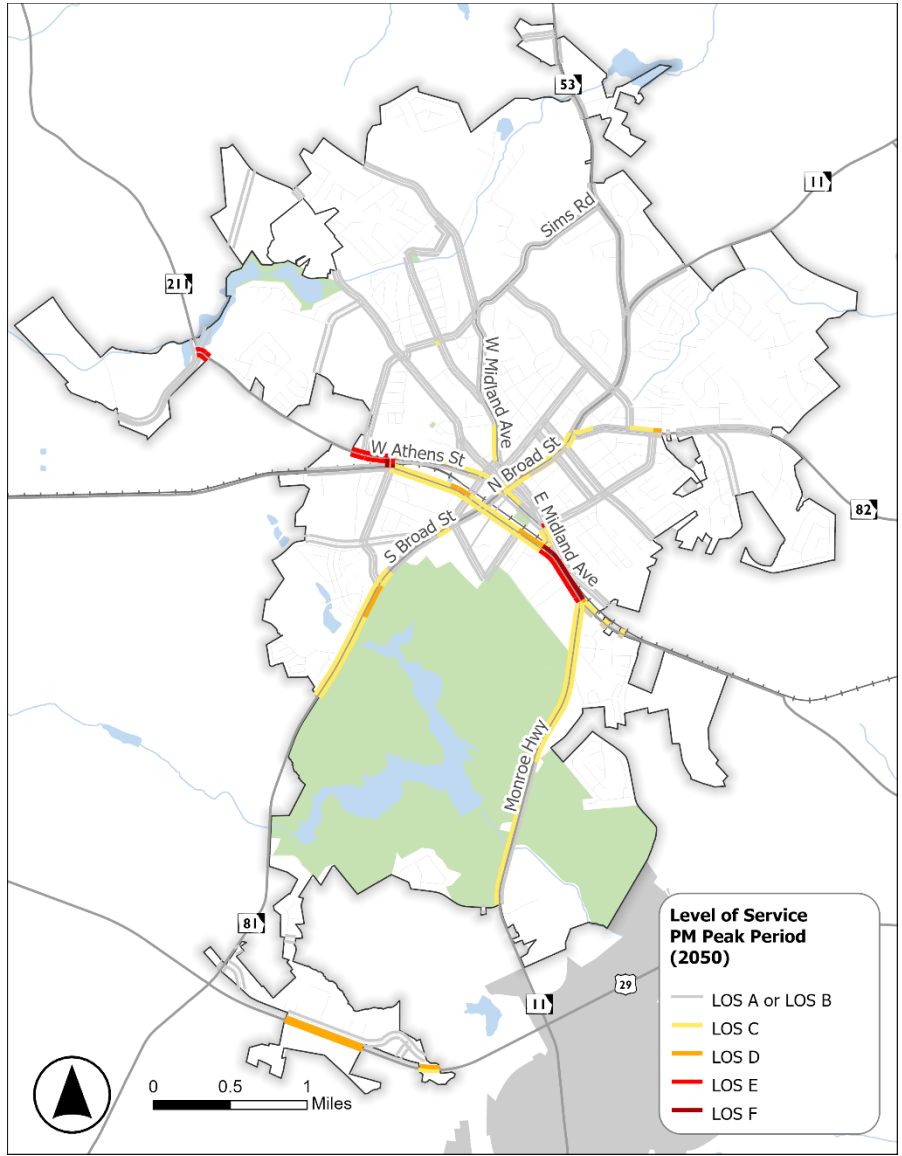 53
11
Sims Rd
211
W Midland Ave
W Athens St
N Broad St
82
E Midland Ave
S Broad St
Monroe Hwy
81
11
29
Level of Service
PM Peak Period
(2050)
LOS A or LOS B
LOS C
LOS D
LOS E
LOS F
0 0.5 1
Miles